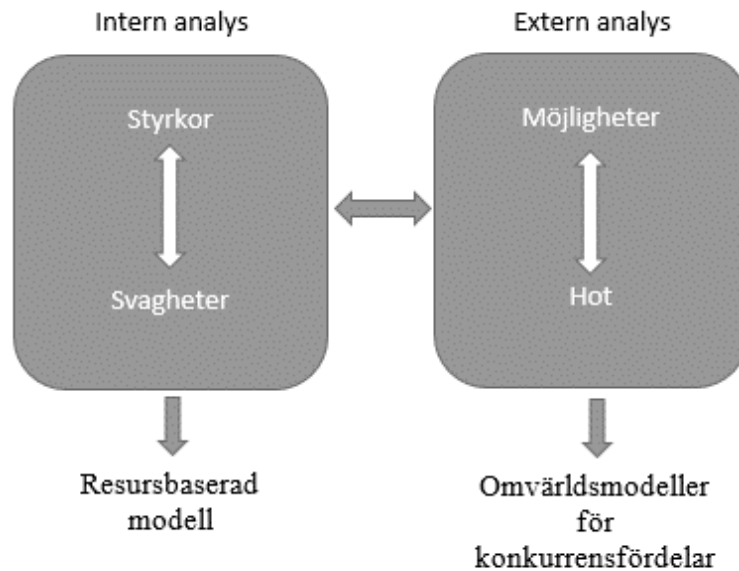 Intern analys
Styrkor
Svagheter
Resursbaserad
modell
Extern analys
Möjligheter
Hot
Omvärldsmodeller
för
konkurrensfördelar